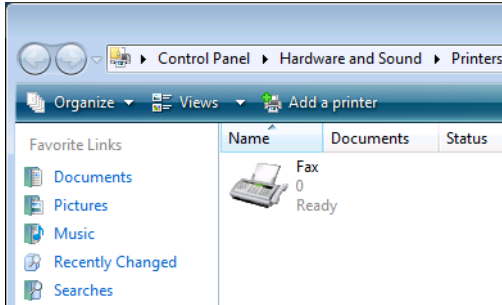 Control Panel Hardware and Sound Printers
Organize Views Add a printer
Favorite Links
Documents
Pictures
Music
Recently Changed
Searches
Name Documents Status
Fax
0
Ready